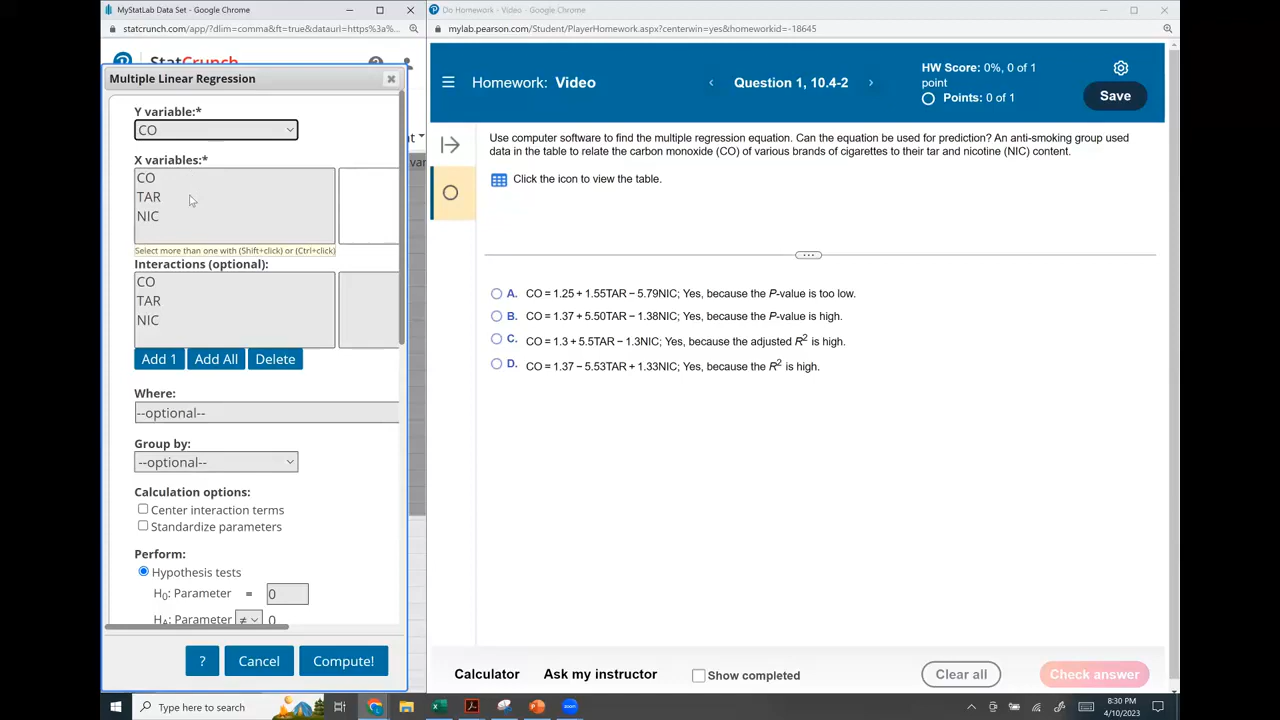 MyStatLab Data Set - Google Chrome
statcrunch.com/app/?dlim=comma&ft=true&dataurl=https%3a%...
StatCrunch
Multiple Linear Regression
Y variable:*
CO
X variables:*
CO
TAR
NIC
Select more than one with (Shift+click) or (Ctrl+click)
Interactions (optional):
CO
TAR
NIC
Add 1
Add All
Delete
Where:
--optional--
Group by:
--optional--
Calculation options:
Center interaction terms
Standardize parameters
Perform:
Hypothesis tests
H0: Parameter = 0
HA: Parameter ≠ 0
?
Cancel
Compute!
Do Homework - Video - Google Chrome
mylab.pearson.com/Student/PlayerHomework.aspx?centerwin=yes&homeworkid=-18645
Homework: Video
Question 1, 10.4-2
HW Score: 0%, 0 of 1
point
Points: 0 of 1
Save
Use computer software to find the multiple regression equation. Can the equation be used for prediction? An anti-smoking group used
data in the table to relate the carbon monoxide (CO) of various brands of cigarettes to their tar and nicotine (NIC) content.
Click the icon to view the table.
A. CO = 1.25 + 1.55TAR − 5.79NIC; Yes, because the P-value is too low.
B. CO = 1.37 + 5.50TAR − 1.38NIC; Yes, because the P-value is high.
C. CO = 1.3 + 5.5TAR − 1.3NIC; Yes, because the adjusted R² is high.
D. CO = 1.37 − 5.53TAR + 1.33NIC; Yes, because the R² is high.
Calculator
Ask my instructor
Show completed
Clear all
Check answer
Type here to search
8:30 PM
4/10/2023